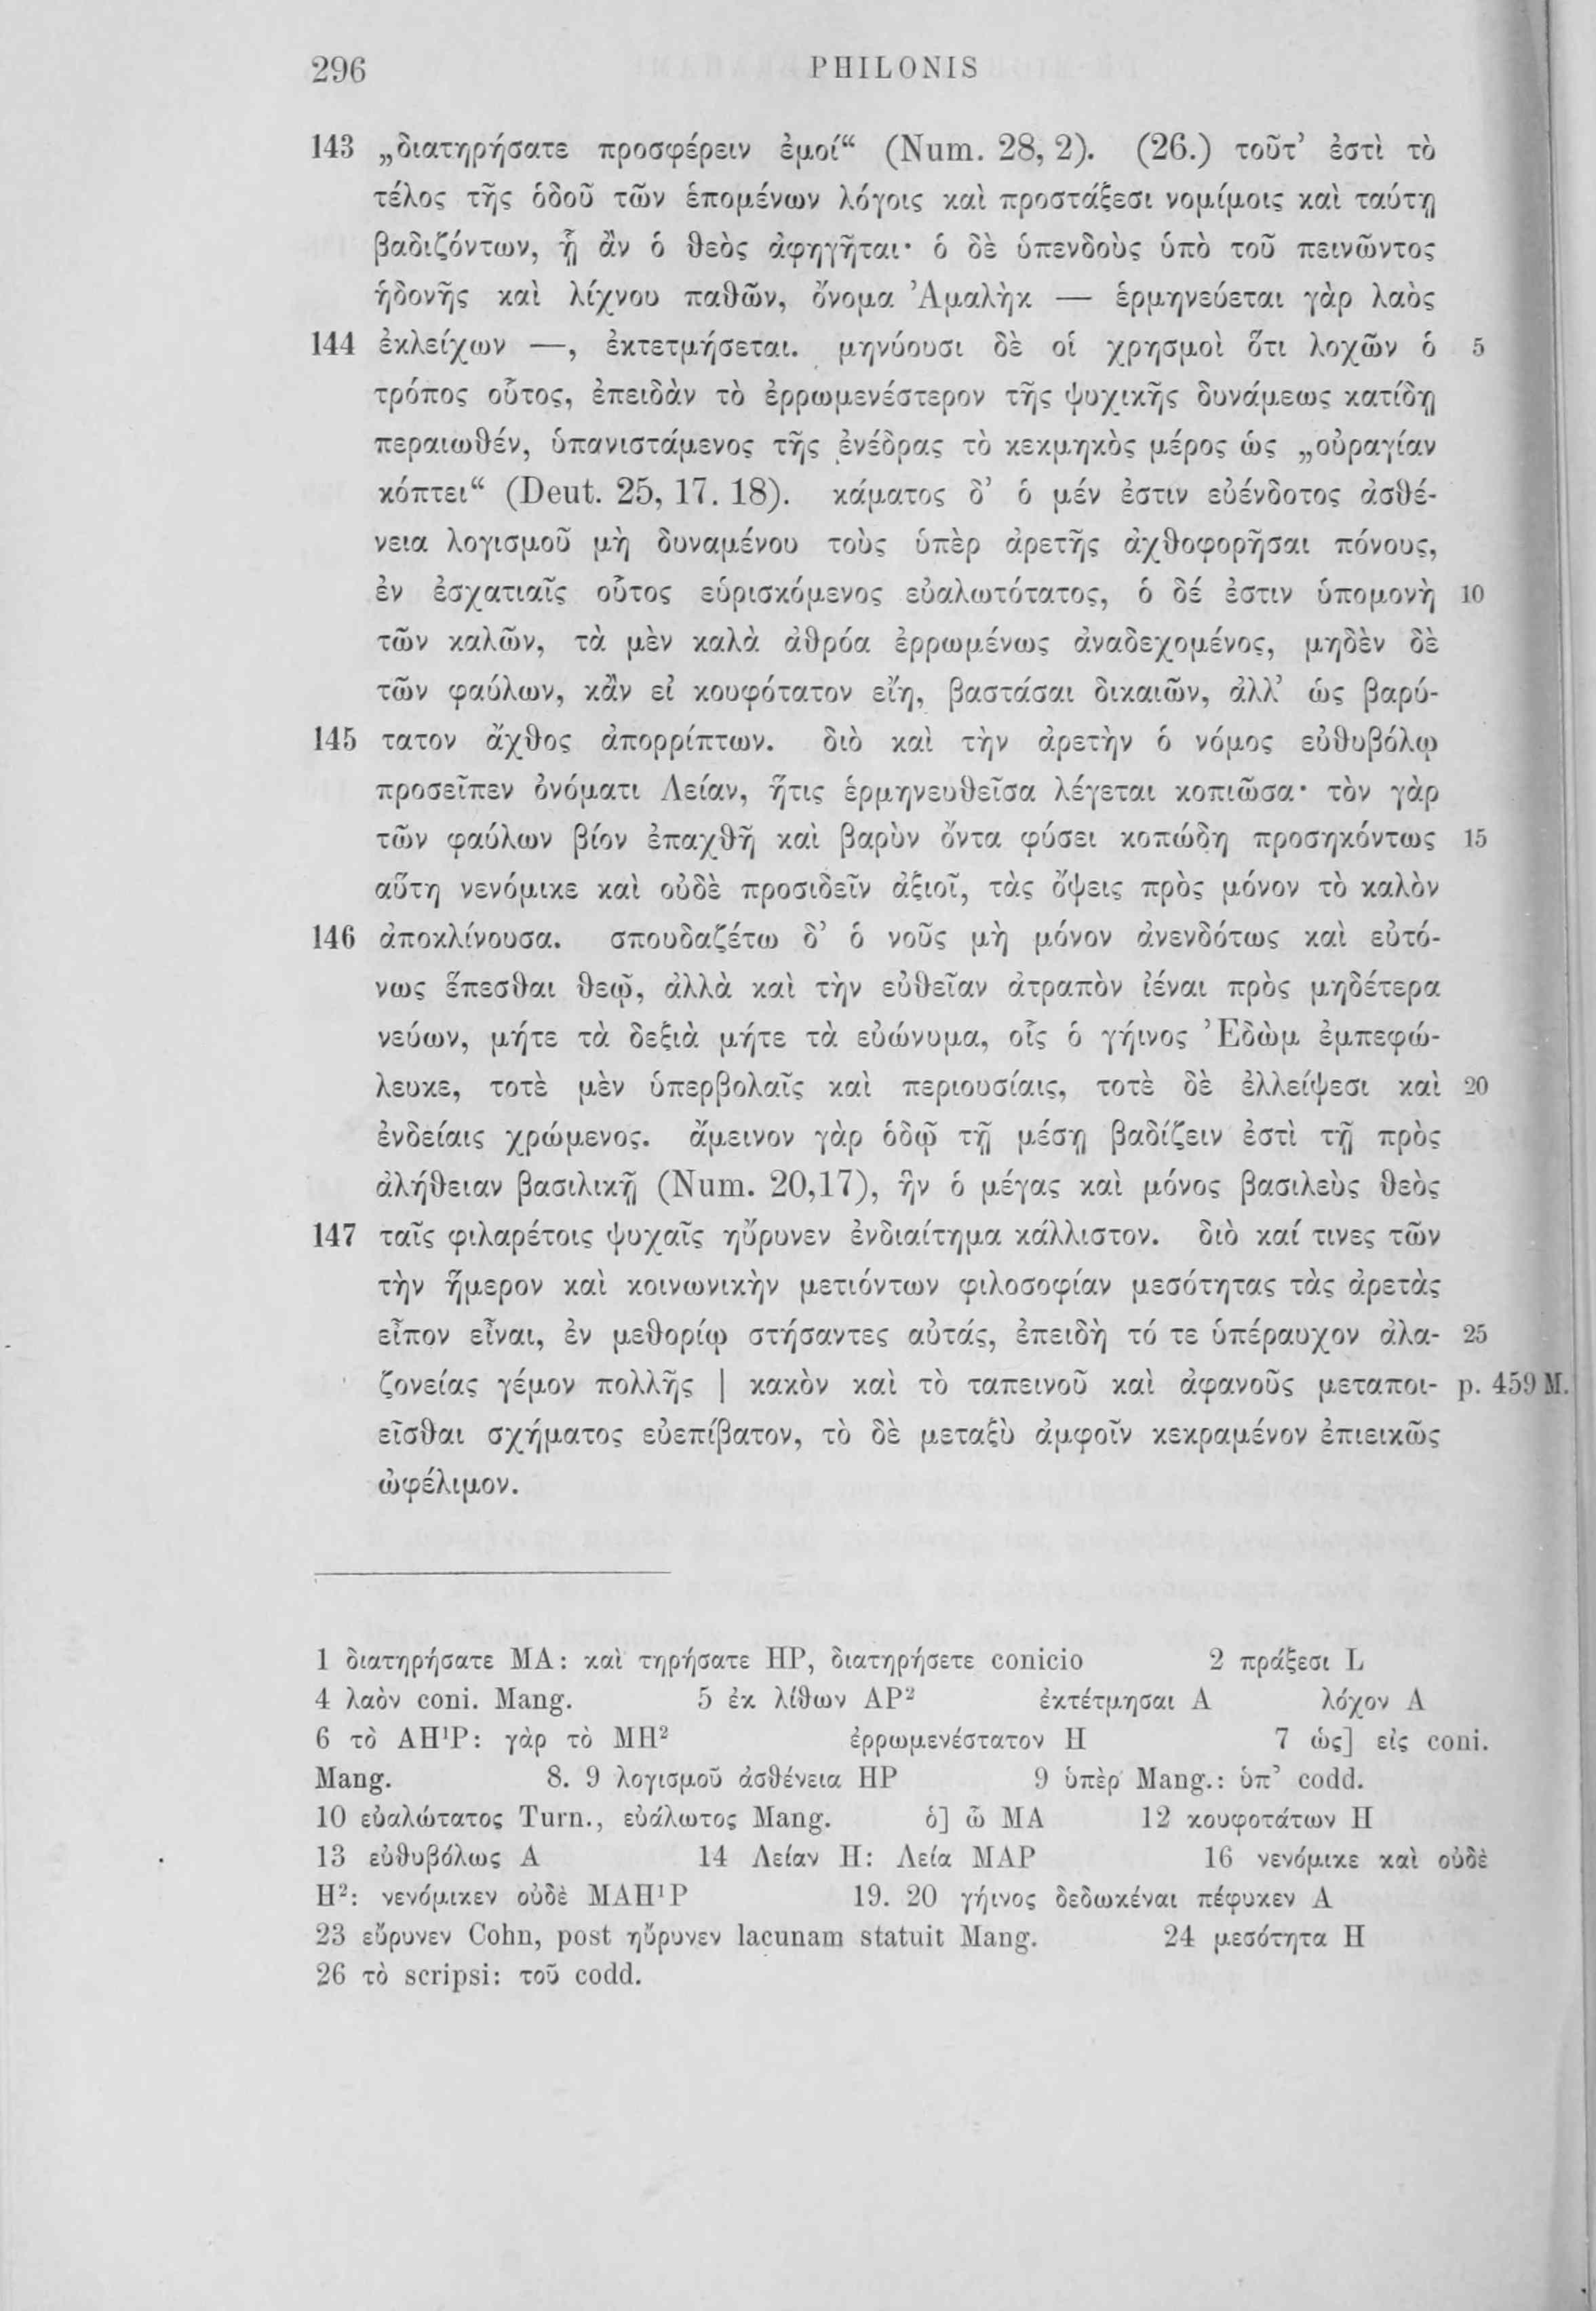 296 PHILONIS
143 „διατηρήσατε προσφέρειν ἐμοί“ (Num. 28, 2). (26.) τοῦτ’ ἐστὶ τὸ
τέλος τῆς ὁδοῦ τῶν ἑπομένων λόγοις καὶ προστάξεσι νομίμοις καὶ ταύτῃ
βαδιζόντων, ᾗ ἂν ὁ θεὸς ἀφηγῆται· ὁ δὲ ὑπενδοὺς ὑπὸ τοῦ πεινῶντος
ἡδονῆς καὶ λίχνου παθῶν, ὄνομα Ἀμαλὴκ — ἑρμηνεύεται γὰρ λαὸς
144 ἐκλείχων —, ἐκτετμήσεται. μηνύουσι δὲ οἱ χρησμοὶ ὅτι λοχῶν ὁ 5
τρόπος οὗτος, ἐπειδὰν τὸ ἐρρωμενέστερον τῆς ψυχικῆς δυνάμεως κατίδῃ
περαιωθέν, ὑπανιστάμενος τῆς ἐνέδρας τὸ κεκμηκὸς μέρος ὡς „οὐραγίαν
κόπτει“ (Deut. 25, 17. 18). κάματος δ’ ὁ μέν ἐστιν εὐένδοτος ἀσθέ-
νεια λογισμοῦ μὴ δυναμένου τοὺς ὑπὲρ ἀρετῆς ἀχθοφορῆσαι πόνους,
ἐν ἐσχατιαῖς οὗτος εὑρισκόμενος εὐαλωτότατος, ὁ δέ ἐστιν ὑπομονὴ 10
τῶν καλῶν, τὰ μὲν καλὰ ἀθρόα ἐρρωμένως ἀναδεχομένος, μηδὲν δὲ
τῶν φαύλων, κἂν εἰ κουφότατον εἴη, βαστάσαι δικαιῶν, ἀλλ’ ὡς βαρύ-
145 τατον ἄχθος ἀπορρίπτων. διὸ καὶ τὴν ἀρετὴν ὁ νόμος εὐθυβόλῳ
προσεῖπεν ὀνόματι Λείαν, ἥτις ἑρμηνευθεῖσα λέγεται κοπιῶσα· τὸν γὰρ
τῶν φαύλων βίον ἐπαχθῆ καὶ βαρὺν ὄντα φύσει κοπώδη προσηκόντως 15
αὕτη νενόμικε καὶ οὐδὲ προσιδεῖν ἀξιοῖ, τὰς ὄψεις πρὸς μόνον τὸ καλὸν
146 ἀποκλίνουσα. σπουδαζέτω δ’ ὁ νοῦς μὴ μόνον ἀνενδότως καὶ εὐτό-
νως ἕπεσθαι θεῷ, ἀλλὰ καὶ τὴν εὐθεῖαν ἀτραπὸν ἰέναι πρὸς μηδέτερα
νεύων, μήτε τὰ δεξιὰ μήτε τὰ εὐώνυμα, οἷς ὁ γήινος Ἐδὼμ ἐμπεφώ-
λευκε, τοτὲ μὲν ὑπερβολαῖς καὶ περιουσίαις, τοτὲ δὲ ἐλλείψεσι καὶ 20
ἐνδείαις χρώμενος. ἄμεινον γὰρ ὁδῷ τῇ μέσῃ βαδίζειν ἐστὶ τῇ πρὸς
ἀλήθειαν βασιλικῇ (Num. 20,17), ἣν ὁ μέγας καὶ μόνος βασιλεὺς θεὸς
147 ταῖς φιλαρέτοις ψυχαῖς ηὔρυνεν ἐνδιαίτημα κάλλιστον. διὸ καί τινες τῶν
τὴν ἥμερον καὶ κοινωνικὴν μετιόντων φιλοσοφίαν μεσότητας τὰς ἀρετὰς
εἶπον εἶναι, ἐν μεθορίῳ στήσαντες αὐτάς, ἐπειδὴ τό τε ὑπέραυχον ἀλα- 25
ζονείας γέμον πολλῆς | κακὸν καὶ τὸ ταπεινοῦ καὶ ἀφανοῦς μεταποι- p. 459 M.
εῖσθαι σχήματος εὐεπίβατον, τὸ δὲ μεταξὺ ἀμφοῖν κεκραμένον ἐπιεικῶς
ὠφέλιμον.
1 διατηρήσατε MA: καὶ τηρήσατε HP, διατηρήσετε conicio 2 πράξεσι L
4 λαὸν coni. Mang. 5 ἐκ λίθων AP² ἐκτέτμησαι A λόχον A
6 τὸ AH¹P: γὰρ τὸ MH² ἐρρωμενέστατον H 7 ὡς] εἰς coni.
Mang. 8. 9 λογισμοῦ ἀσθένεια HP 9 ὑπὲρ Mang.: ὑπ’ codd.
10 εὐαλώτατος Turn., εὐάλωτος Mang. ὁ] ὦ MA 12 κουφοτάτων H
13 εὐθυβόλως A 14 Λείαν H: Λεία MAP 16 νενόμικε καὶ οὐδὲ
H²: νενόμικεν οὐδὲ MAH¹P 19. 20 γήινος δεδωκέναι πέφυκεν A
23 εὔρυνεν Cohn, post ηὔρυνεν lacunam statuit Mang. 24 μεσότητα H
26 τὸ scripsi: τοῦ codd.